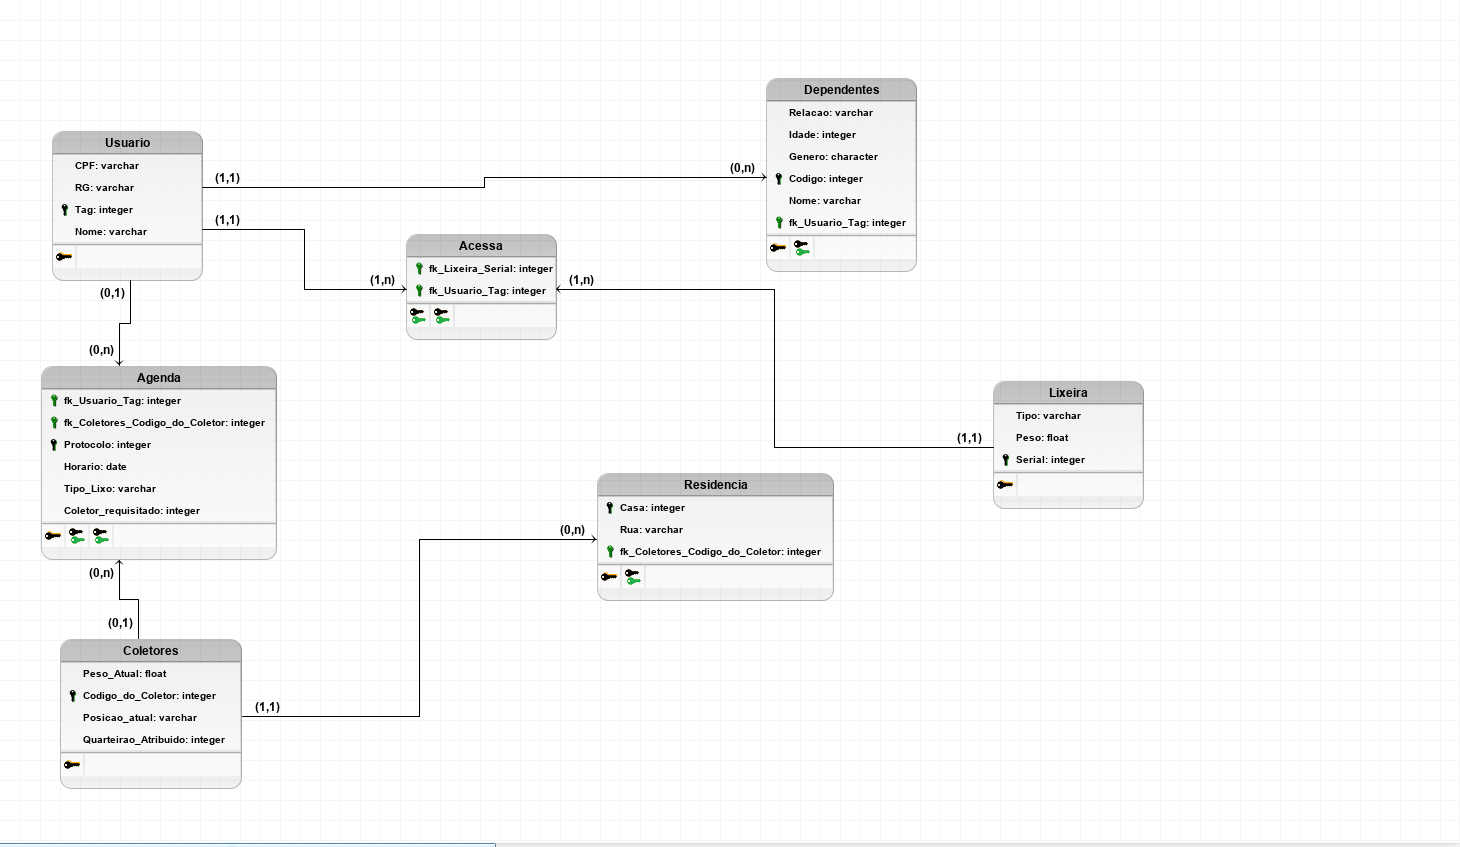 Dependentes
Relacao: varchar
Idade: integer
Genero: character
Codigo: integer
Nome: varchar
fk_Usuario_Tag: integer
Usuario
CPF: varchar
RG: varchar
Tag: integer
Nome: varchar
(1,1)
(0,n)
(1,1)
Acessa
fk_Lixeira_Serial: integer
fk_Usuario_Tag: integer
(1,n)
(1,n)
(0,1)
(0,n)
Agenda
fk_Usuario_Tag: integer
fk_Coletores_Codigo_do_Coletor: integer
Protocolo: integer
Horario: date
Tipo_Lixo: varchar
Coletor_requisitado: integer
Lixeira
Tipo: varchar
Peso: float
Serial: integer
(1,1)
Residencia
Casa: integer
Rua: varchar
fk_Coletores_Codigo_do_Coletor: integer
(0,n)
(0,n)
(0,1)
Coletores
Peso_Atual: float
Codigo_do_Coletor: integer
Posicao_atual: varchar
Quarteirao_Atribuido: integer
(1,1)